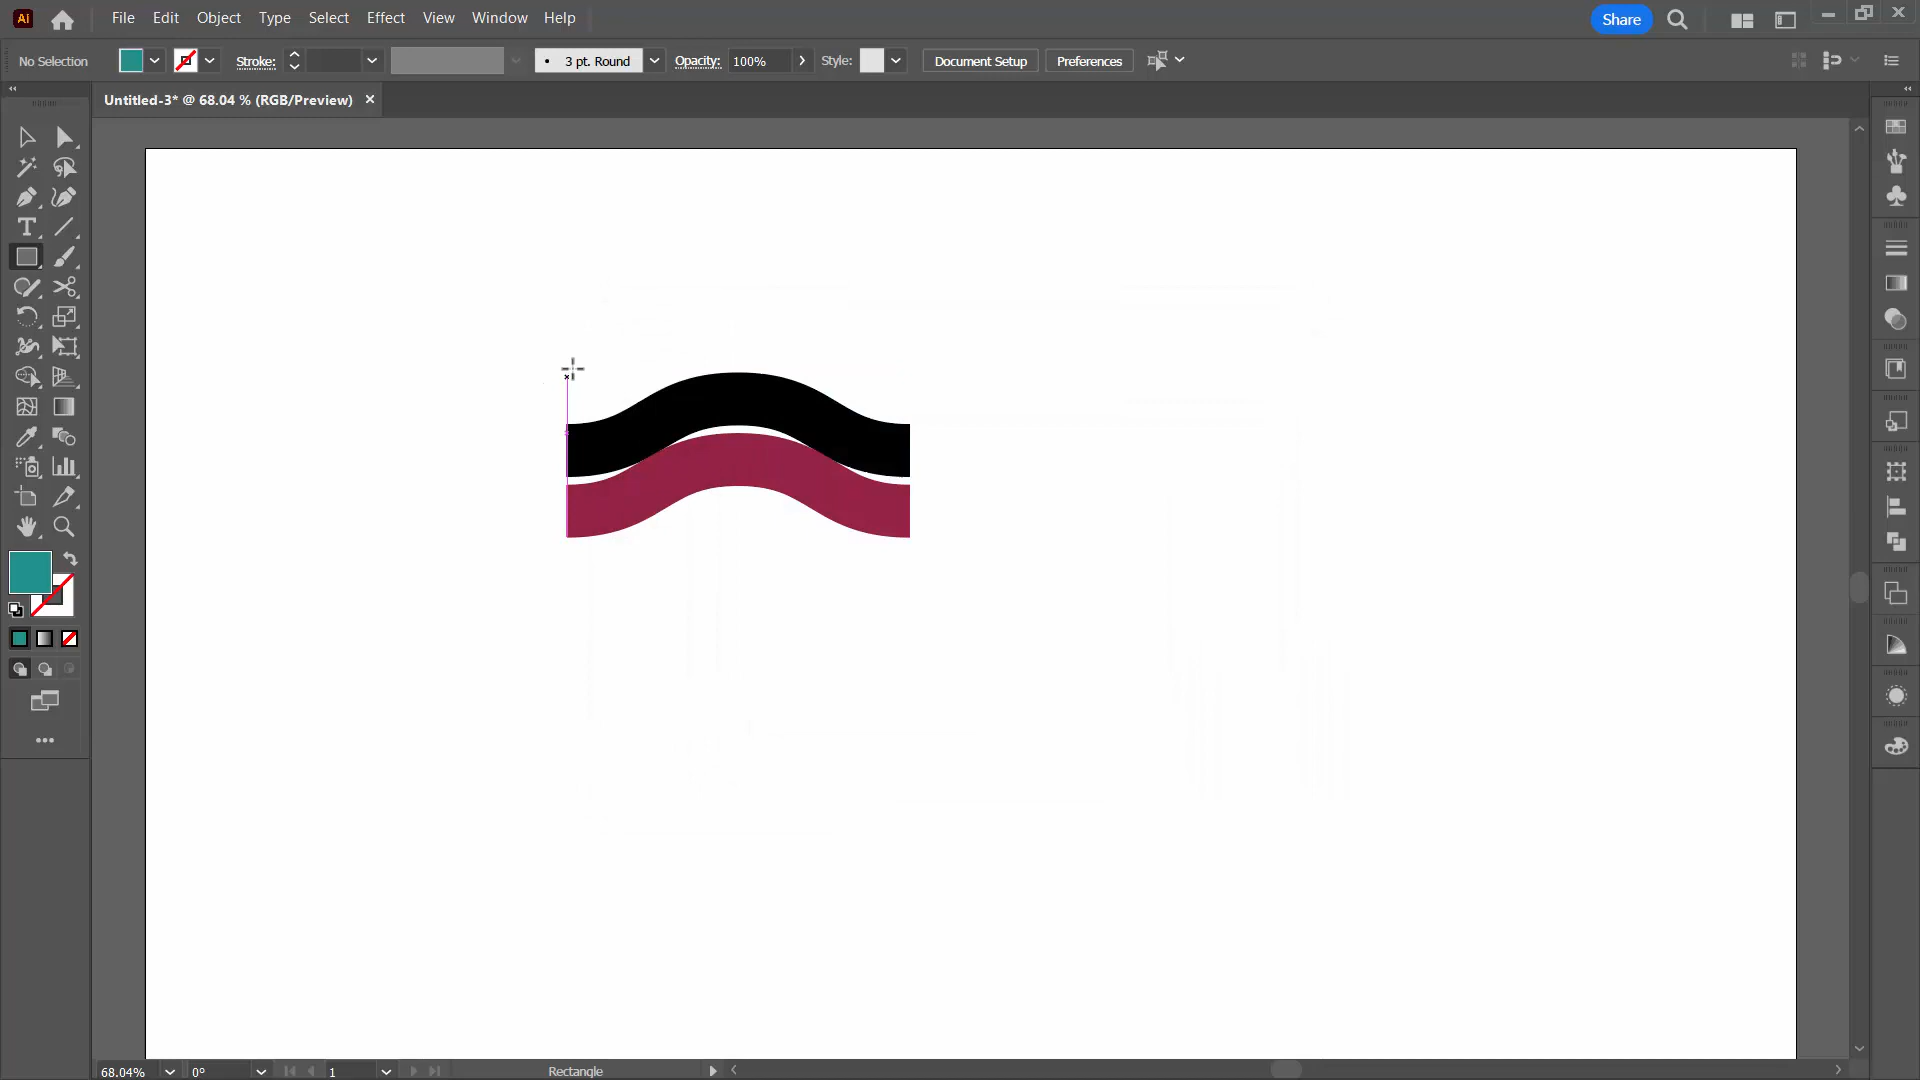 Ai File Edit Object Type Select Effect View Window Help Share
No Selection Stroke: 3 pt. Round Opacity: 100% Style: Document Setup Preferences
Untitled-3* @ 68.04 % (RGB/Preview)
68.04% 0° 1 Rectangle